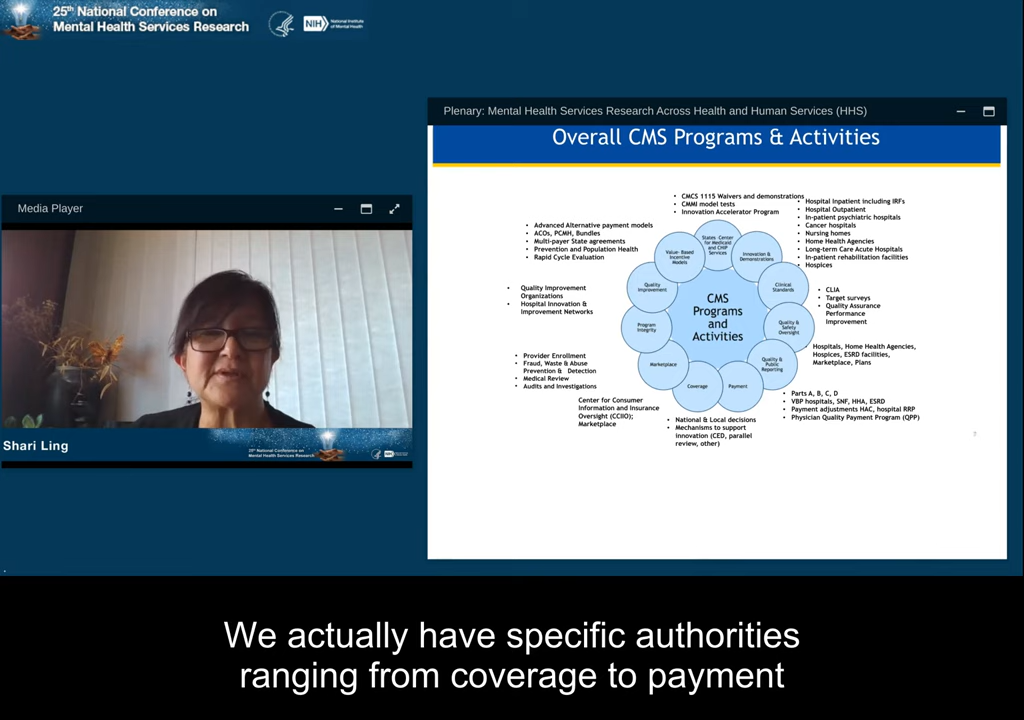 25th National Conference on
Mental Health Services Research
NIH
National Institute
of Mental Health
Plenary: Mental Health Services Research Across Health and Human Services (HHS)
Overall CMS Programs & Activities
Media Player
• CMCS 1115 Waivers and demonstrations
• CMMI model tests
• Innovation Accelerator Program
• Hospital Inpatient including IRFs
• Hospital Outpatient
• In-patient psychiatric hospitals
• Cancer hospitals
• Nursing homes
• Home Health Agencies
• Long-term Care Acute Hospitals
• In-patient rehabilitation facilities
• Hospices
• Advanced Alternative payment models
• ACOs, PCMH, Bundles
• Multi-payer State agreements
• Prevention and Population Health
• Rapid Cycle Evaluation
• Quality Improvement
Organizations
• Hospital Innovation &
Improvement Networks
• CLIA
• Target surveys
• Quality Assurance
Performance
Improvement
Hospitals, Home Health Agencies,
Hospices, ESRD facilities,
Marketplace, Plans
• Provider Enrollment
• Fraud, Waste & Abuse
Prevention & Detection
• Medical Review
• Audits and Investigations
Center for Consumer
Information and Insurance
Oversight (CCIIO);
Marketplace
• National & Local decisions
• Mechanisms to support
innovation (CED, parallel
review, other)
• Parts A, B, C, D
• VBP hospitals, SNF, HHA, ESRD
• Payment adjustments HAC, hospital RRP
• Physician Quality Payment Program (QPP)
States- Center
for Medicaid
and CHIP
Services
Innovation &
Demonstrations
Clinical
Standards
Quality &
Safety
Oversight
Quality &
Public
Reporting
Payment
Coverage
Marketplace
Program
Integrity
Quality
Improvement
Value- Based
Incentive
Models
CMS
Programs
and
Activities
Shari Ling
25th National Conference on
Mental Health Services Research
NIH
We actually have specific authorities
ranging from coverage to payment